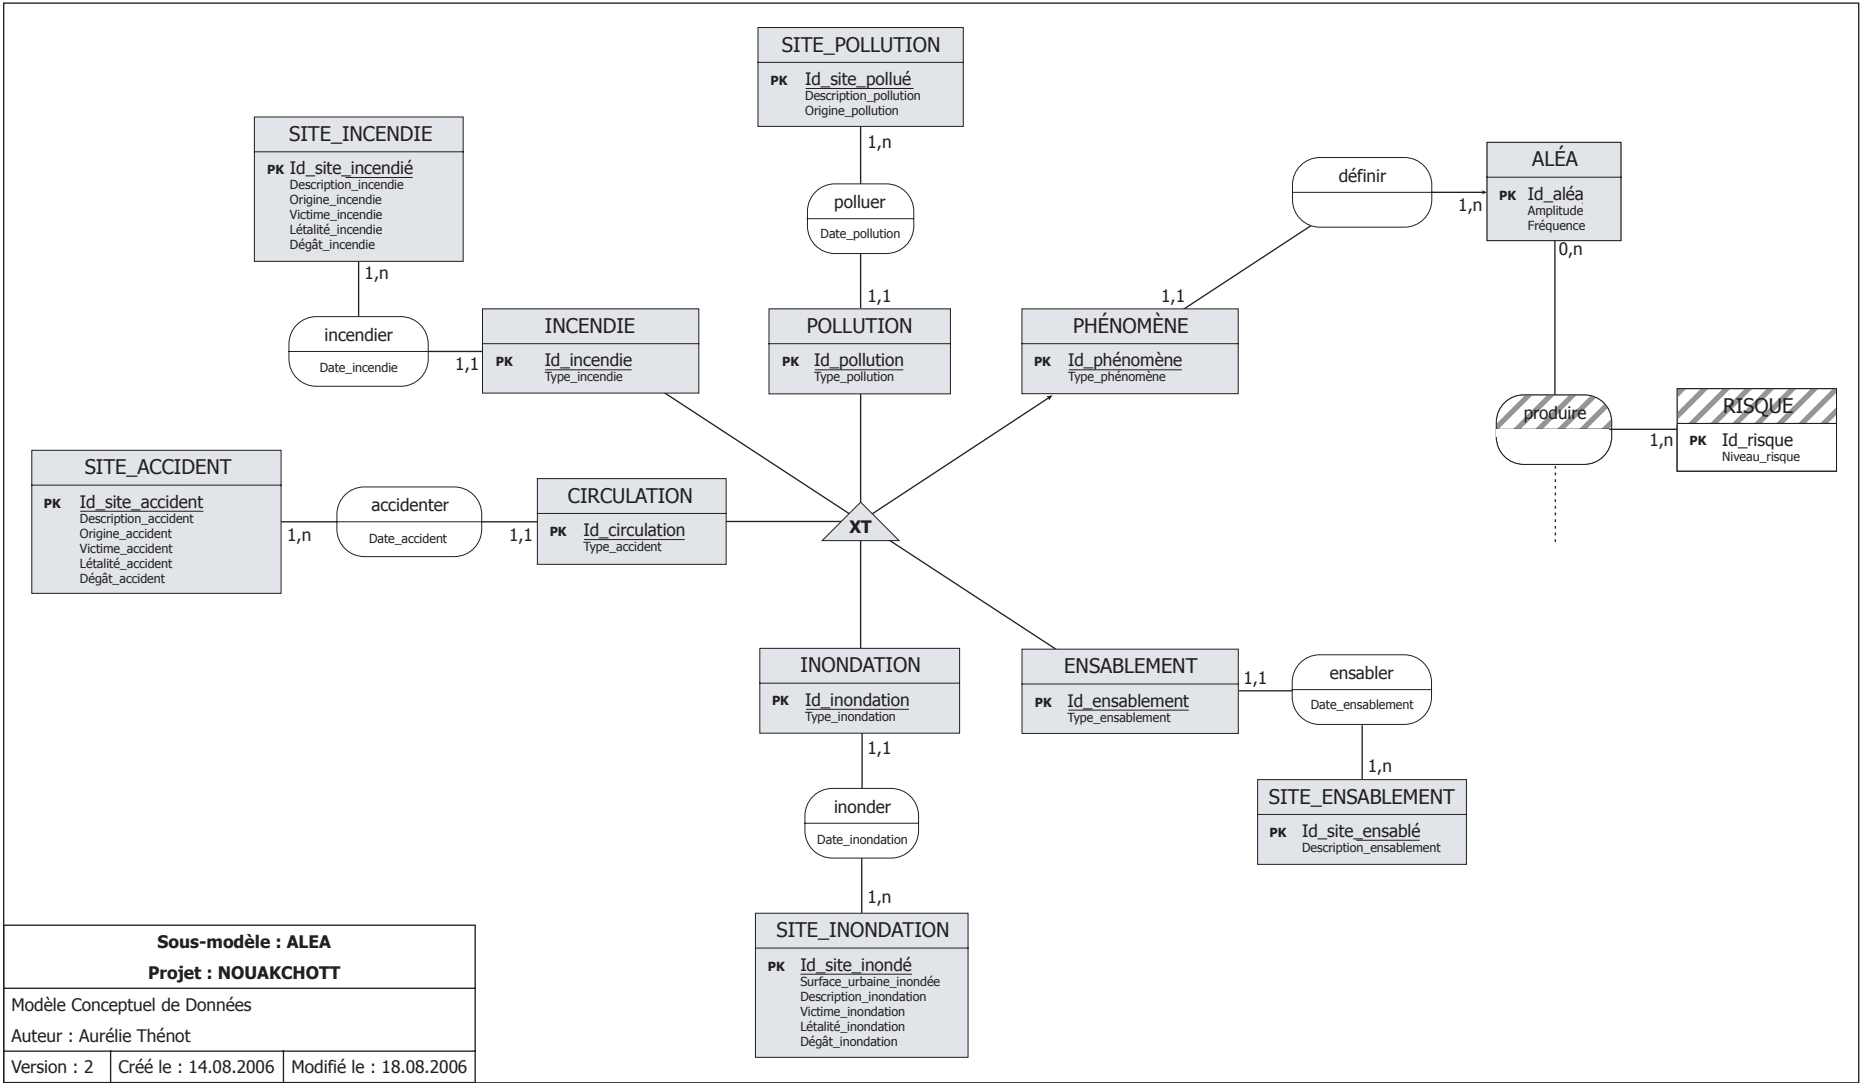 SITE_POLLUTION
PK Id_site_pollué
Description_pollution
Origine_pollution
1,n
polluer
Date_pollution
1,1
POLLUTION
PK Id_pollution
Type_pollution
SITE_INCENDIE
PK Id_site_incendié
Description_incendie
Origine_incendie
Victime_incendie
Létalité_incendie
Dégât_incendie
1,n
incendier
Date_incendie
1,1
INCENDIE
PK Id_incendie
Type_incendie
définir
1,n
1,1
ALÉA
PK Id_aléa
Amplitude
Fréquence
0,n
PHÉNOMÈNE
PK Id_phénomène
Type_phénomène
produire
1,n
RISQUE
PK Id_risque
Niveau_risque
SITE_ACCIDENT
PK Id_site_accident
Description_accident
Origine_accident
Victime_accident
Létalité_accident
Dégât_accident
1,n
accidenter
Date_accident
1,1
CIRCULATION
PK Id_circulation
Type_accident
XT
INONDATION
PK Id_inondation
Type_inondation
1,1
inonder
Date_inondation
1,n
SITE_INONDATION
PK Id_site_inondé
Surface_urbaine_inondée
Description_inondation
Victime_inondation
Létalité_inondation
Dégât_inondation
ENSABLEMENT
PK Id_ensablement
Type_ensablement
1,1
ensabler
Date_ensablement
1,n
SITE_ENSABLEMENT
PK Id_site_ensablé
Description_ensablement
Sous-modèle : ALEA
Projet : NOUAKCHOTT
Modèle Conceptuel de Données
Auteur : Aurélie Thénot
Version : 2 Créé le : 14.08.2006 Modifié le : 18.08.2006